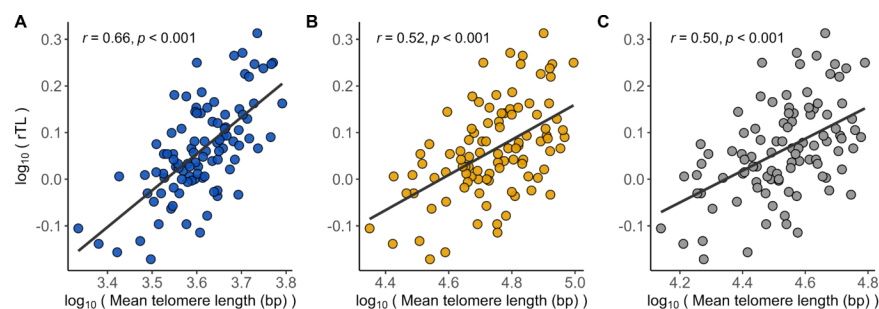 A
B
C
r = 0.66, p < 0.001
r = 0.52, p < 0.001
r = 0.50, p < 0.001
log10 ( rTL )
0.3
0.2
0.1
0.0
-0.1
0.3
0.2
0.1
0.0
-0.1
0.3
0.2
0.1
0.0
-0.1
3.4 3.5 3.6 3.7 3.8
4.4 4.6 4.8 5.0
4.2 4.4 4.6 4.8
log10 ( Mean telomere length (bp) )
log10 ( Mean telomere length (bp) )
log10 ( Mean telomere length (bp) )